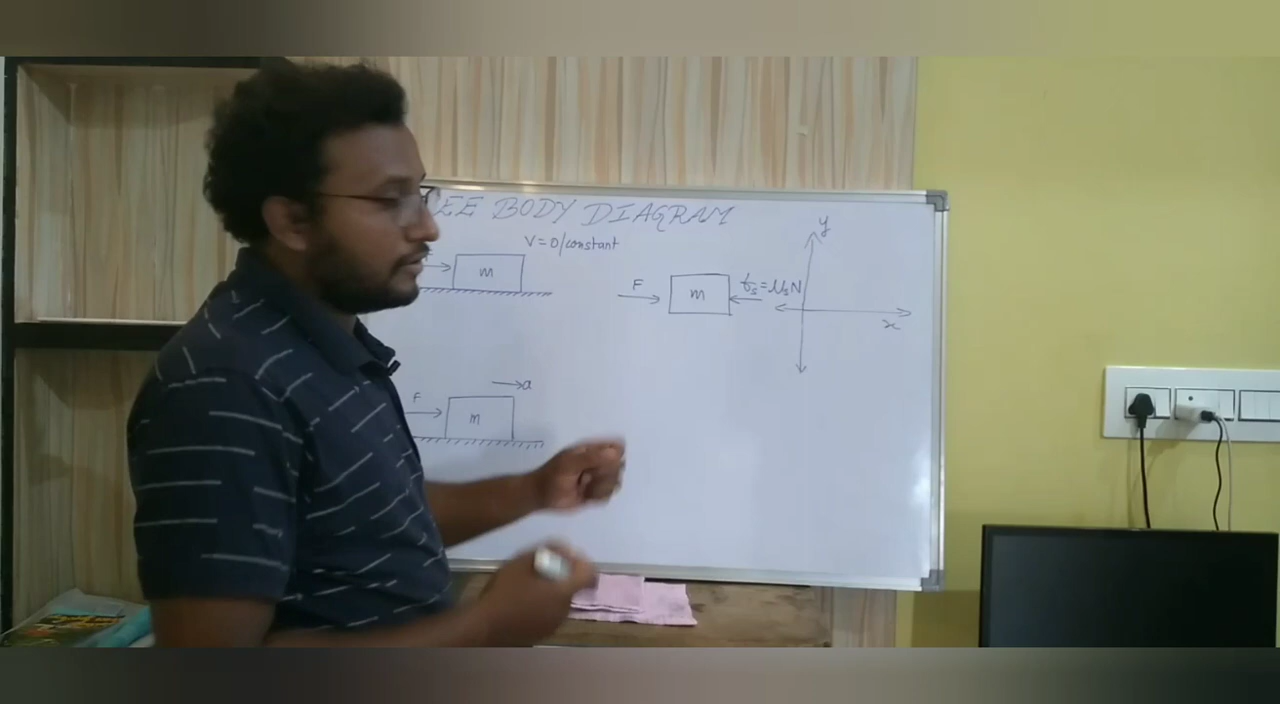 EE BODY DIAGRAM
V=0/constant
m
F
m
fs=μsN
y
x
a
F
m